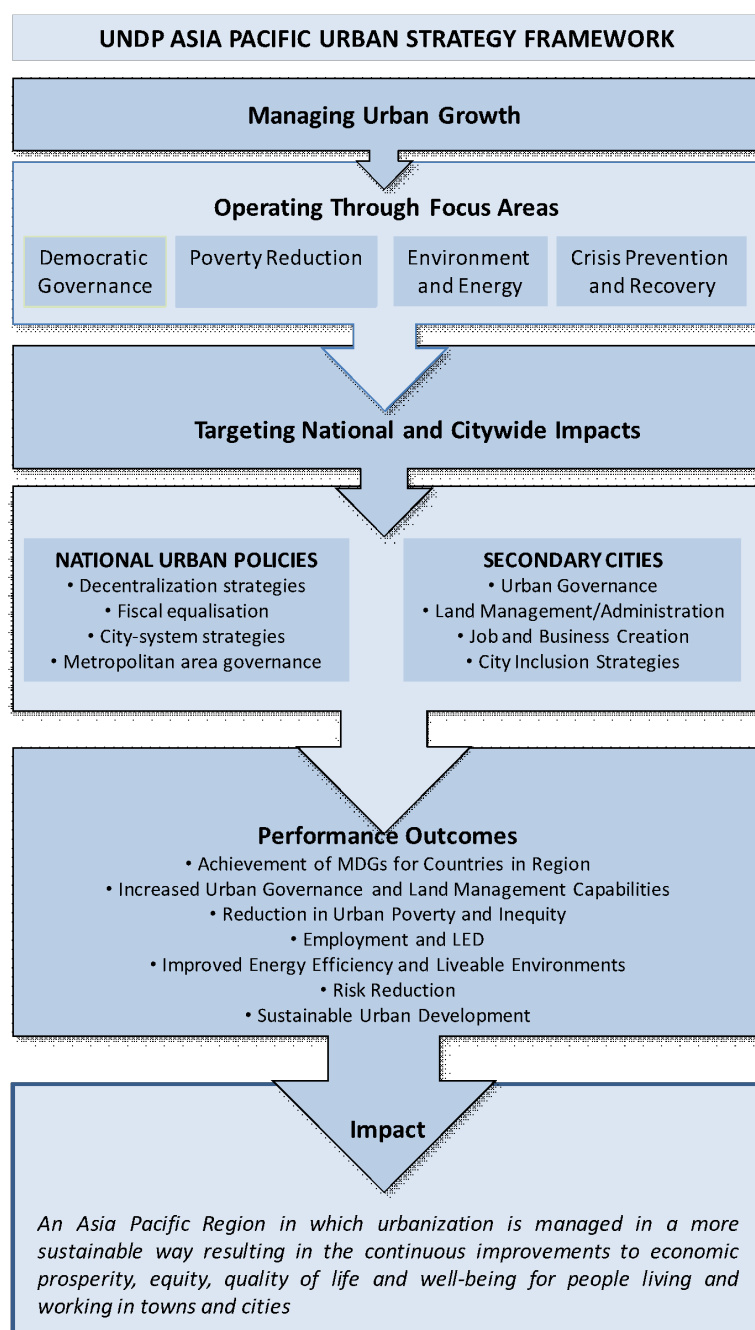 UNDP ASIA PACIFIC URBAN STRATEGY FRAMEWORK
Managing Urban Growth
Operating Through Focus Areas
Democratic
Governance
Poverty Reduction
Environment
and Energy
Crisis Prevention
and Recovery
Targeting National and Citywide Impacts
NATIONAL URBAN POLICIES
• Decentralization strategies
• Fiscal equalisation
• City-system strategies
• Metropolitan area governance
SECONDARY CITIES
• Urban Governance
• Land Management/Administration
• Job and Business Creation
• City Inclusion Strategies
Performance Outcomes
• Achievement of MDGs for Countries in Region
• Increased Urban Governance and Land Management Capabilities
• Reduction in Urban Poverty and Inequity
• Employment and LED
• Improved Energy Efficiency and Liveable Environments
• Risk Reduction
• Sustainable Urban Development
Impact
An Asia Pacific Region in which urbanization is managed in a more
sustainable way resulting in the continuous improvements to economic
prosperity, equity, quality of life and well-being for people living and
working in towns and cities